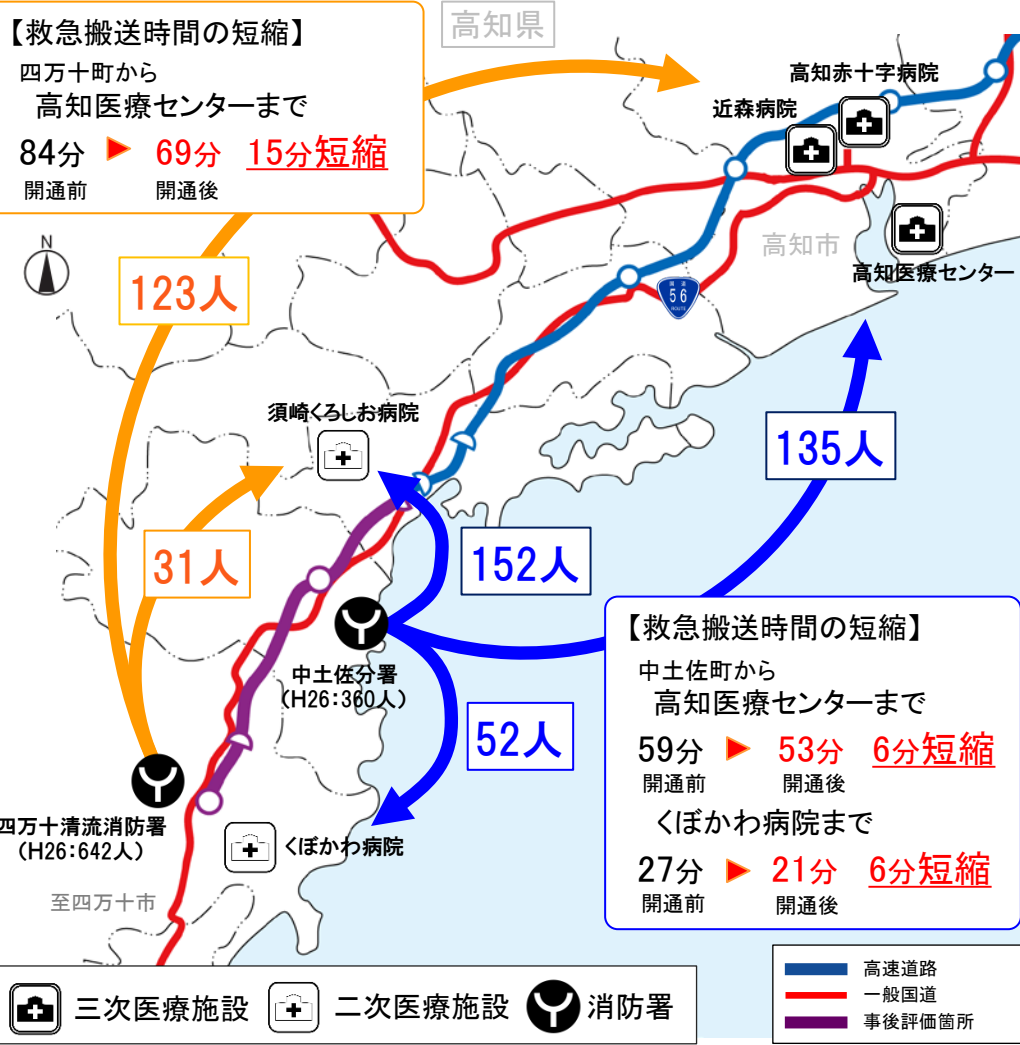 高知県
【救急搬送時間の短縮】
四万十町から
高知医療センターまで
84分 ▶ 69分 15分短縮
開通前 開通後
高知赤十字病院
近森病院
高知市
高知医療センター
N
123人
国道
56
ROUTE
須崎くろしお病院
135人
31人
152人
中土佐分署
(H26:360人)
52人
【救急搬送時間の短縮】
中土佐町から
高知医療センターまで
59分 ▶ 53分 6分短縮
開通前 開通後
くぼかわ病院まで
27分 ▶ 21分 6分短縮
開通前 開通後
四万十清流消防署
(H26:642人)
くぼかわ病院
至四万十市
三次医療施設 二次医療施設 消防署
高速道路
一般国道
事後評価箇所